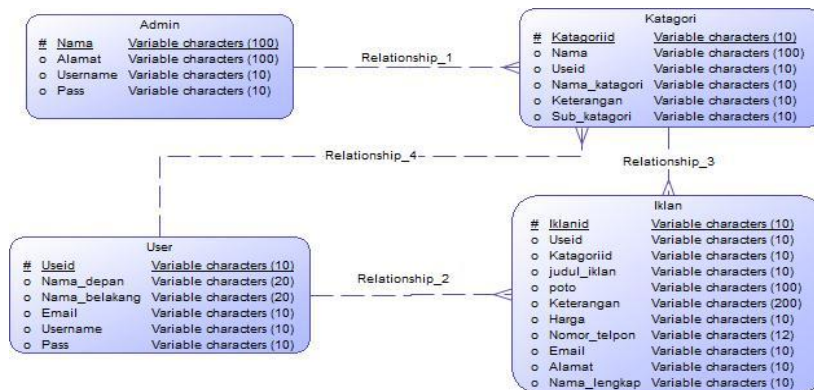 Admin
# Nama Variable characters (100)
o Alamat Variable characters (100)
o Username Variable characters (10)
o Pass Variable characters (10)
Relationship_1
Katagori
# Katagoriid Variable characters (10)
o Nama Variable characters (100)
o Useid Variable characters (10)
o Nama_katagori Variable characters (10)
o Keterangan Variable characters (10)
o Sub_katagori Variable characters (10)
Relationship_4
Relationship_3
User
# Useid Variable characters (10)
o Nama_depan Variable characters (20)
o Nama_belakang Variable characters (20)
o Email Variable characters (10)
o Username Variable characters (10)
o Pass Variable characters (10)
Relationship_2
Iklan
# Iklanid Variable characters (10)
o Useid Variable characters (10)
o Katagoriid Variable characters (10)
o judul_iklan Variable characters (10)
o poto Variable characters (100)
o Keterangan Variable characters (200)
o Harga Variable characters (10)
o Nomor_telpon Variable characters (12)
o Email Variable characters (10)
o Alamat Variable characters (10)
o Nama_lengkap Variable characters (10)